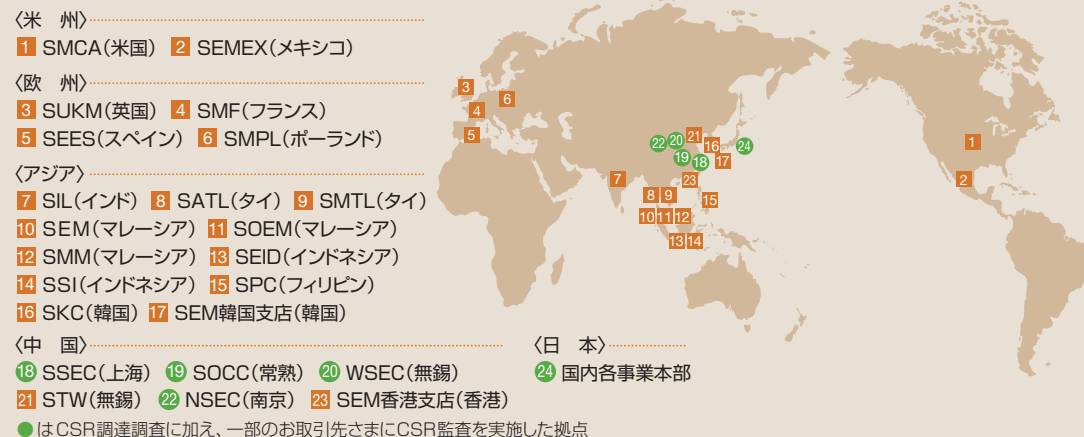 〈米　州〉
1 SMCA（米国） 2 SEMEX（メキシコ）
〈欧　州〉
3 SUKM（英国） 4 SMF（フランス）
5 SEES（スペイン） 6 SMPL（ポーランド）
〈アジア〉
7 SIL（インド） 8 SATL（タイ） 9 SMTL（タイ）
10 SEM（マレーシア） 11 SOEM（マレーシア）
12 SMM（マレーシア） 13 SEID（インドネシア）
14 SSI（インドネシア） 15 SPC（フィリピン）
16 SKC（韓国） 17 SEM韓国支店（韓国）
〈中　国〉
18 SSEC（上海） 19 SOCC（常熟） 20 WSEC（無錫）
21 STW（無錫） 22 NSEC（南京） 23 SEM香港支店（香港）
〈日　本〉
24 国内各事業本部
●はCSR調達調査に加え、一部のお取引先さまにCSR監査を実施した拠点
3
4
6
5
7
22
20
21
16
24
19
18
17
23
8
9
15
10
11
12
13
14
1
2